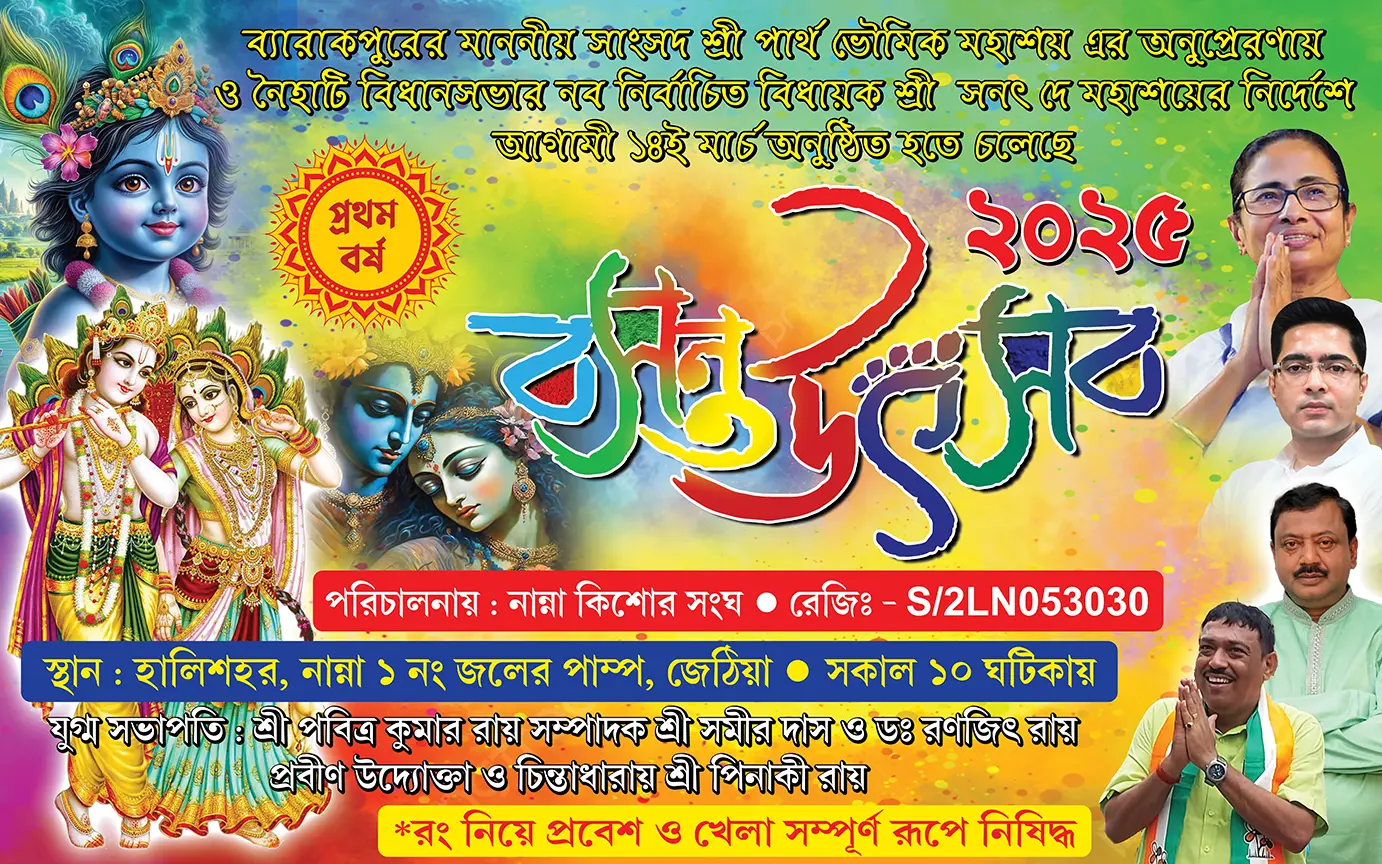 ব্যারাকপুরের মাননীয় সাংসদ শ্রী পার্থ ভৌমিক মহাশয় এর অনুপ্রেরণায়
ও নৈহাটি বিধানসভার নব নির্বাচিত বিধায়ক শ্রী সনৎ দে মহাশয়ের নির্দেশে
আগামী ১৪ই মার্চ অনুষ্ঠিত হতে চলেছে
প্রথম
বর্ষ
২০২৫
বসন্ত উৎসব
পরিচালনায় : নান্না কিশোর সংঘ ● রেজিঃ - S/2LN053030
স্থান : হালিশহর, নান্না ১ নং জলের পাম্প, জেঠিয়া ● সকাল ১০ ঘটিকায়
যুগ্ম সভাপতি : শ্রী পবিত্র কুমার রায় সম্পাদক শ্রী সমীর দাস ও ডঃ রণজিৎ রায়
প্রবীণ উদ্যোক্তা ও চিন্তাধারায় শ্রী পিনাকী রায়
*রং নিয়ে প্রবেশ ও খেলা সম্পূর্ণ রূপে নিষিদ্ধ